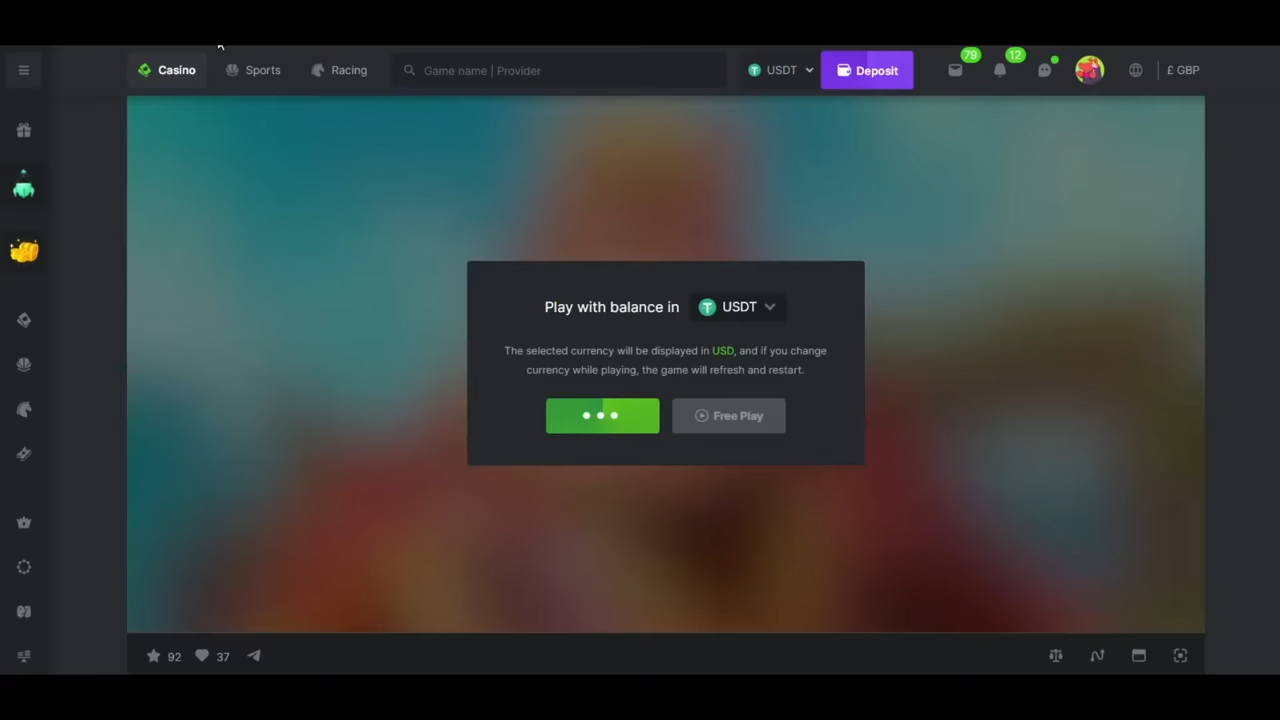 Casino
Sports
Racing
Game name | Provider
USDT
Deposit
79
12
£ GBP
Play with balance in USDT
The selected currency will be displayed in USD, and if you change
currency while playing, the game will refresh and restart.
Free Play
92
37